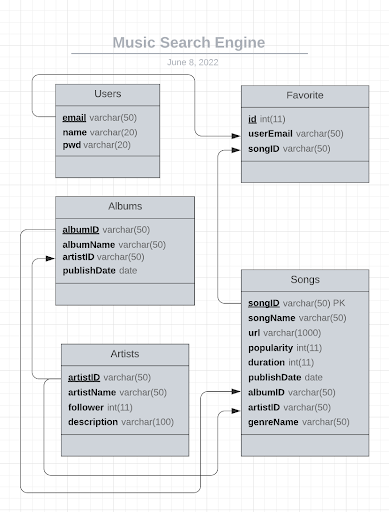 Music Search Engine
June 8, 2022
Users
email varchar(50)
name varchar(20)
pwd varchar(20)
Favorite
id int(11)
userEmail varchar(50)
songID varchar(50)
Albums
albumID varchar(50)
albumName varchar(50)
artistID varchar(50)
publishDate date
Songs
songID varchar(50) PK
songName varchar(50)
url varchar(1000)
popularity int(11)
duration int(11)
publishDate date
albumID varchar(50)
artistID varchar(50)
genreName varchar(50)
Artists
artistID varchar(50)
artistName varchar(50)
follower int(11)
description varchar(100)